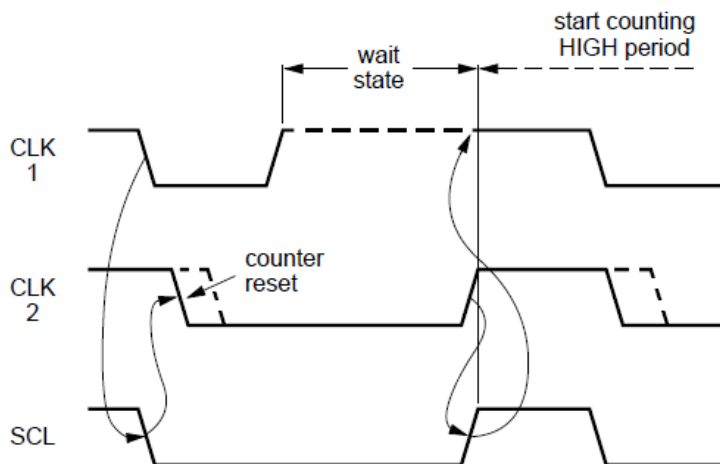 start counting
HIGH period
wait
state
CLK
1
counter
reset
CLK
2
SCL